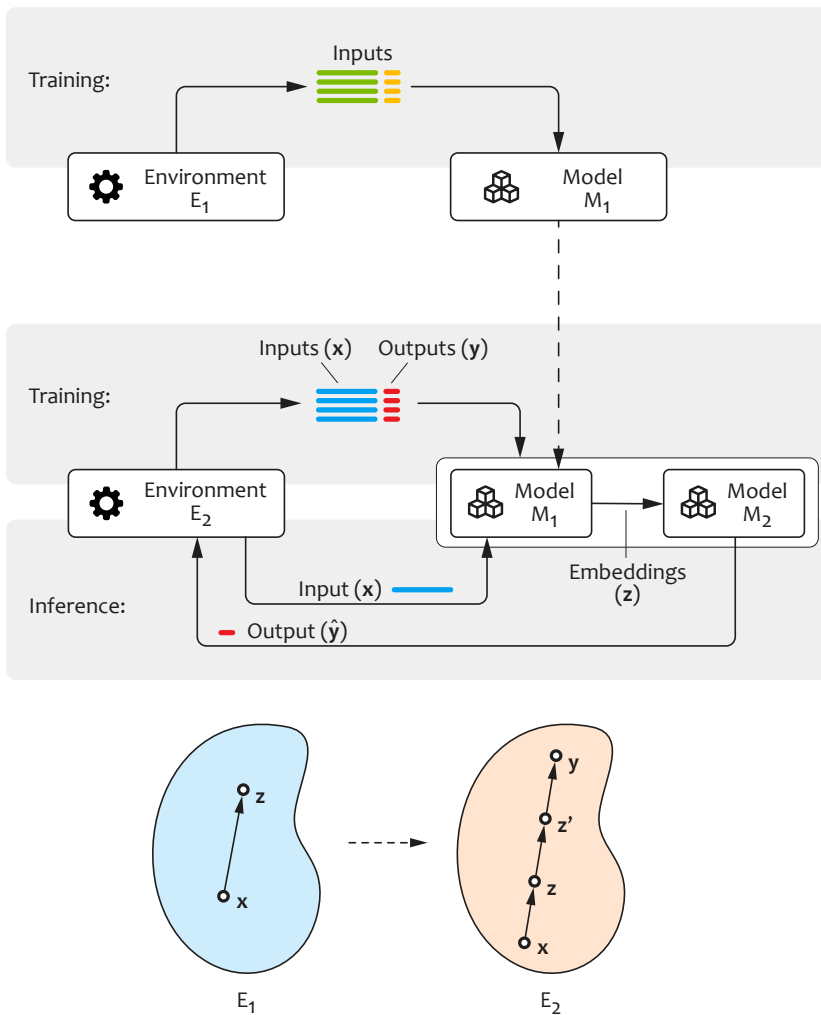 Inputs
Training:
Environment
E1
Model
M1
Inputs (x) Outputs (y)
Training:
Environment
E2
Model
M1
Model
M2
Embeddings
(z)
Input (x)
Inference:
Output (ŷ)
z
x
y
z’
z
x
E1
E2